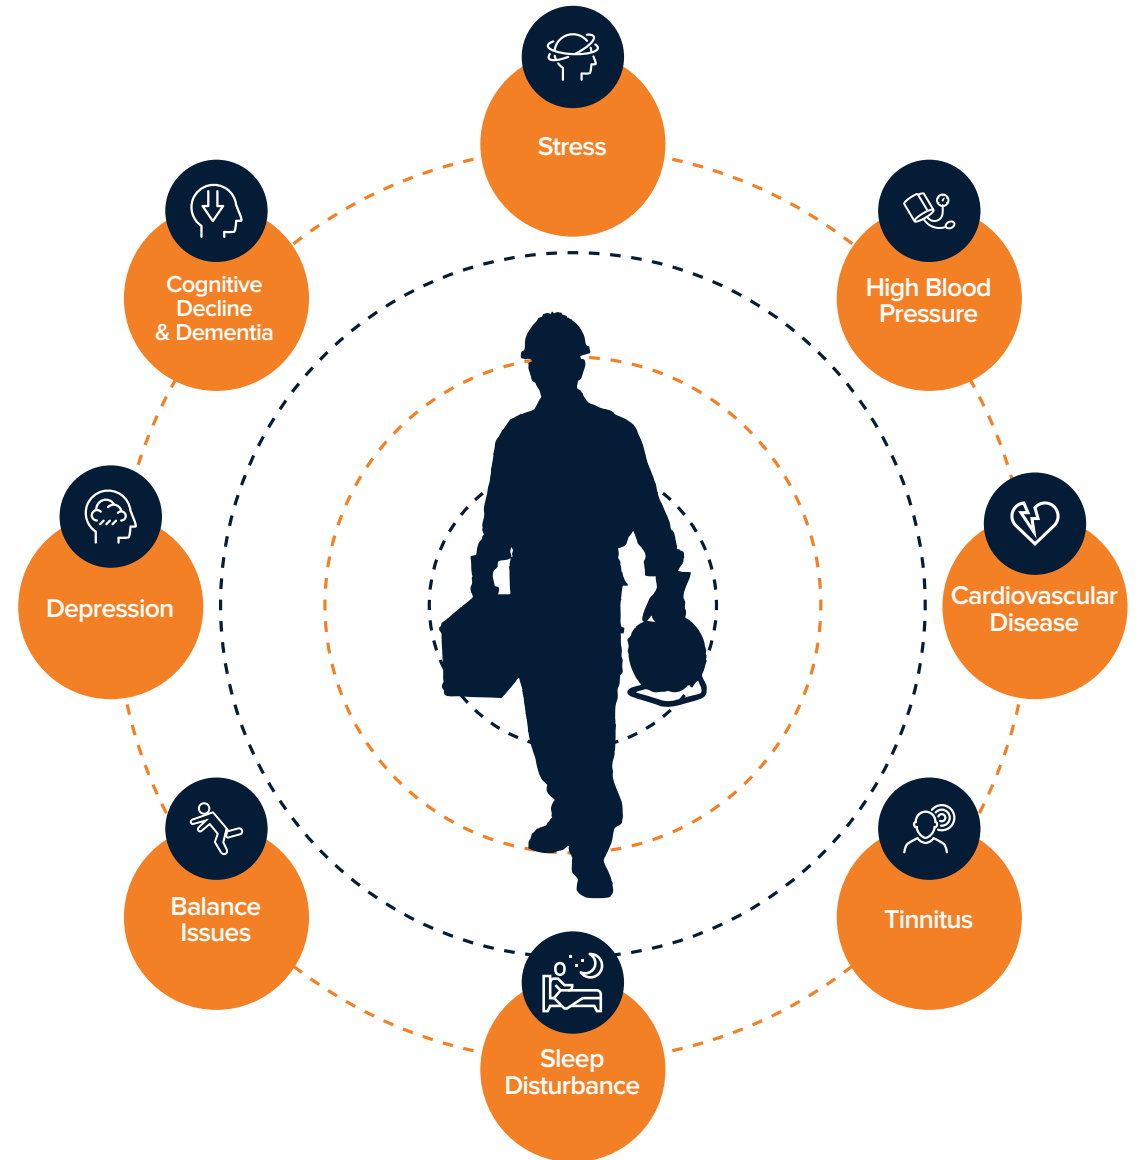 Stress
High Blood
Pressure
Cardiovascular
Disease
Tinnitus
Sleep
Disturbance
Balance
Issues
Depression
Cognitive
Decline
& Dementia